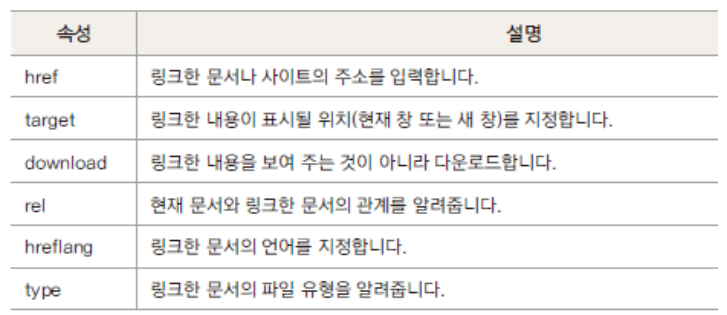 속성 설명
href 링크한 문서나 사이트의 주소를 입력합니다.
target 링크한 내용이 표시될 위치(현재 창 또는 새 창)를 지정합니다.
download 링크한 내용을 보여 주는 것이 아니라 다운로드합니다.
rel 현재 문서와 링크한 문서의 관계를 알려줍니다.
hreflang 링크한 문서의 언어를 지정합니다.
type 링크한 문서의 파일 유형을 알려줍니다.